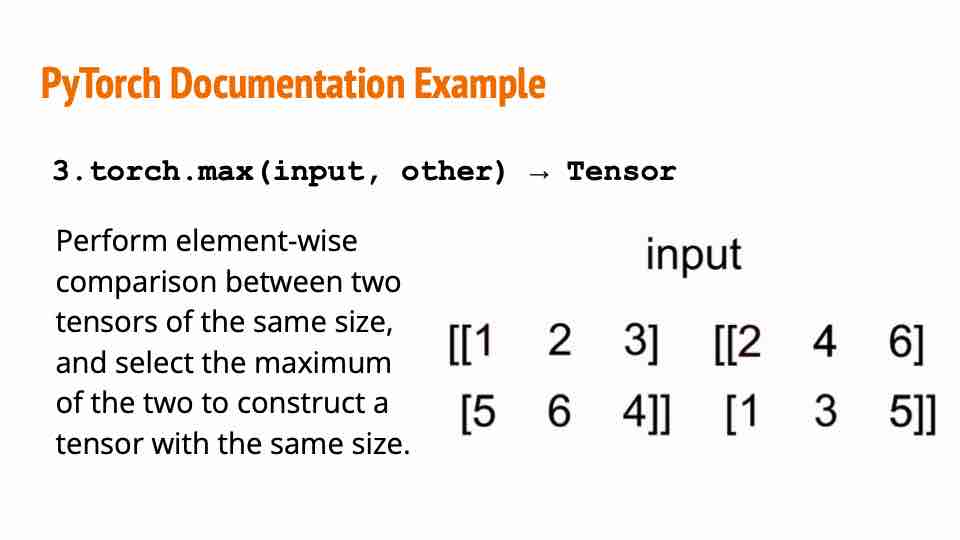 PyTorch Documentation Example
3.torch.max(input, other) → Tensor
Perform element-wise
comparison between two
tensors of the same size,
and select the maximum
of the two to construct a
tensor with the same size.
input
[[1 2 3] [[2 4 6]
[5 6 4]] [1 3 5]]